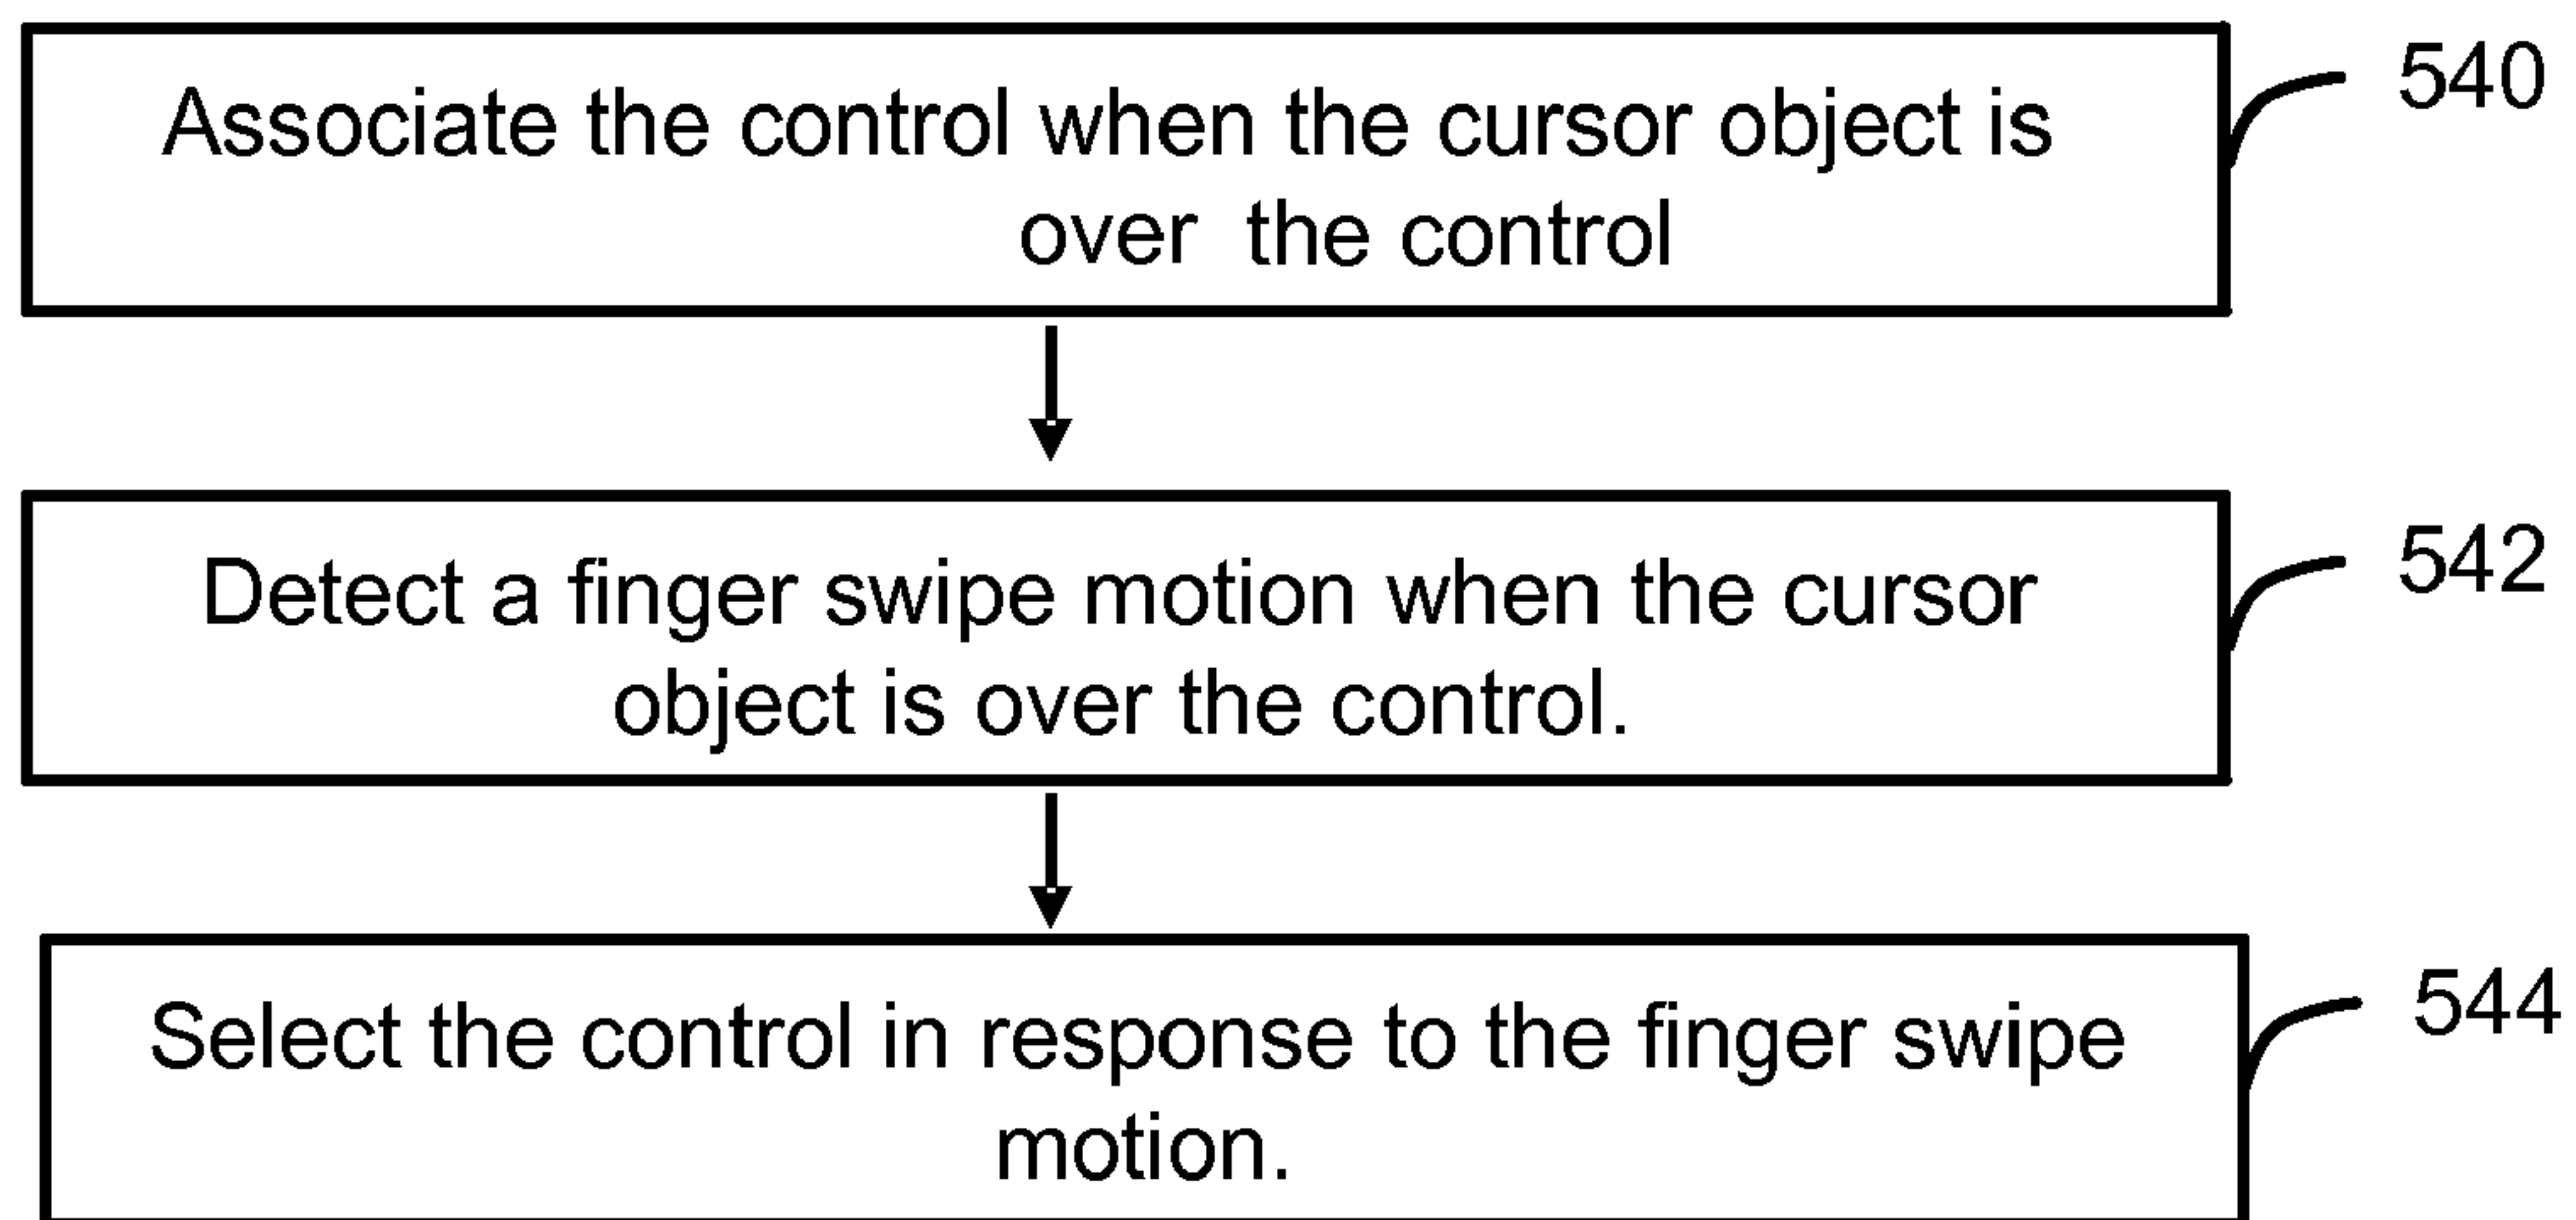 Associate the control when the cursor object is
over the control
540
Detect a finger swipe motion when the cursor
object is over the control.
542
Select the control in response to the finger swipe
motion.
544